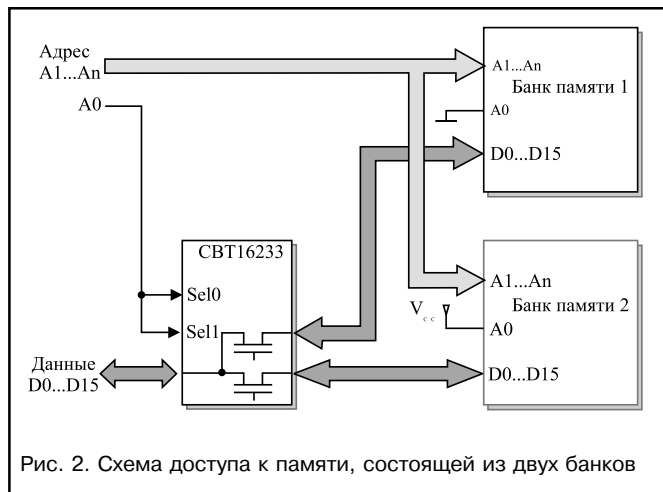 Адрес
A1...An
A0
A1...An
Банк памяти 1
A0
D0...D15
CBT16233
Sel0
Sel1
Данные
D0...D15
A1...An
Банк памяти 2
Vcc
A0
D0...D15
Рис. 2. Схема доступа к памяти, состоящей из двух банков